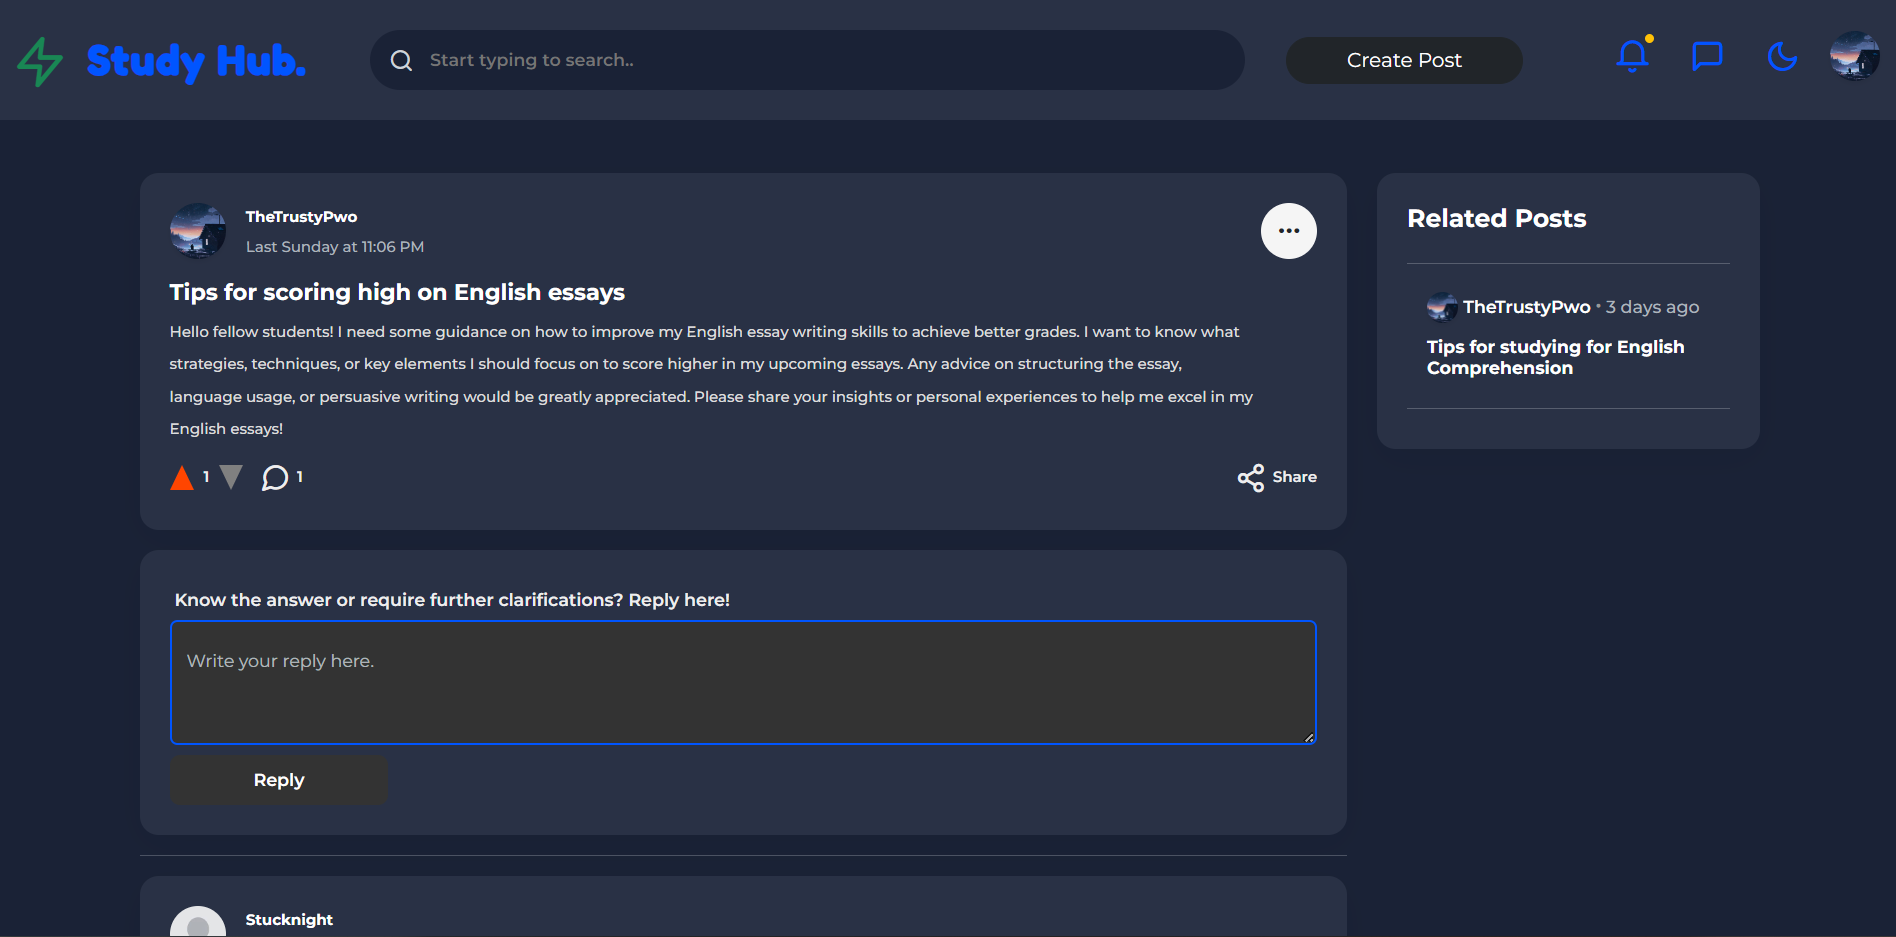 Study Hub.
Start typing to search..
Create Post
TheTrustyPwo
Last Sunday at 11:06 PM
Tips for scoring high on English essays
Hello fellow students! I need some guidance on how to improve my English essay writing skills to achieve better grades. I want to know what
strategies, techniques, or key elements I should focus on to score higher in my upcoming essays. Any advice on structuring the essay,
language usage, or persuasive writing would be greatly appreciated. Please share your insights or personal experiences to help me excel in my
English essays!
1
1
Share
Know the answer or require further clarifications? Reply here!
Write your reply here.
Reply
Stucknight
Related Posts
TheTrustyPwo • 3 days ago
Tips for studying for English
Comprehension